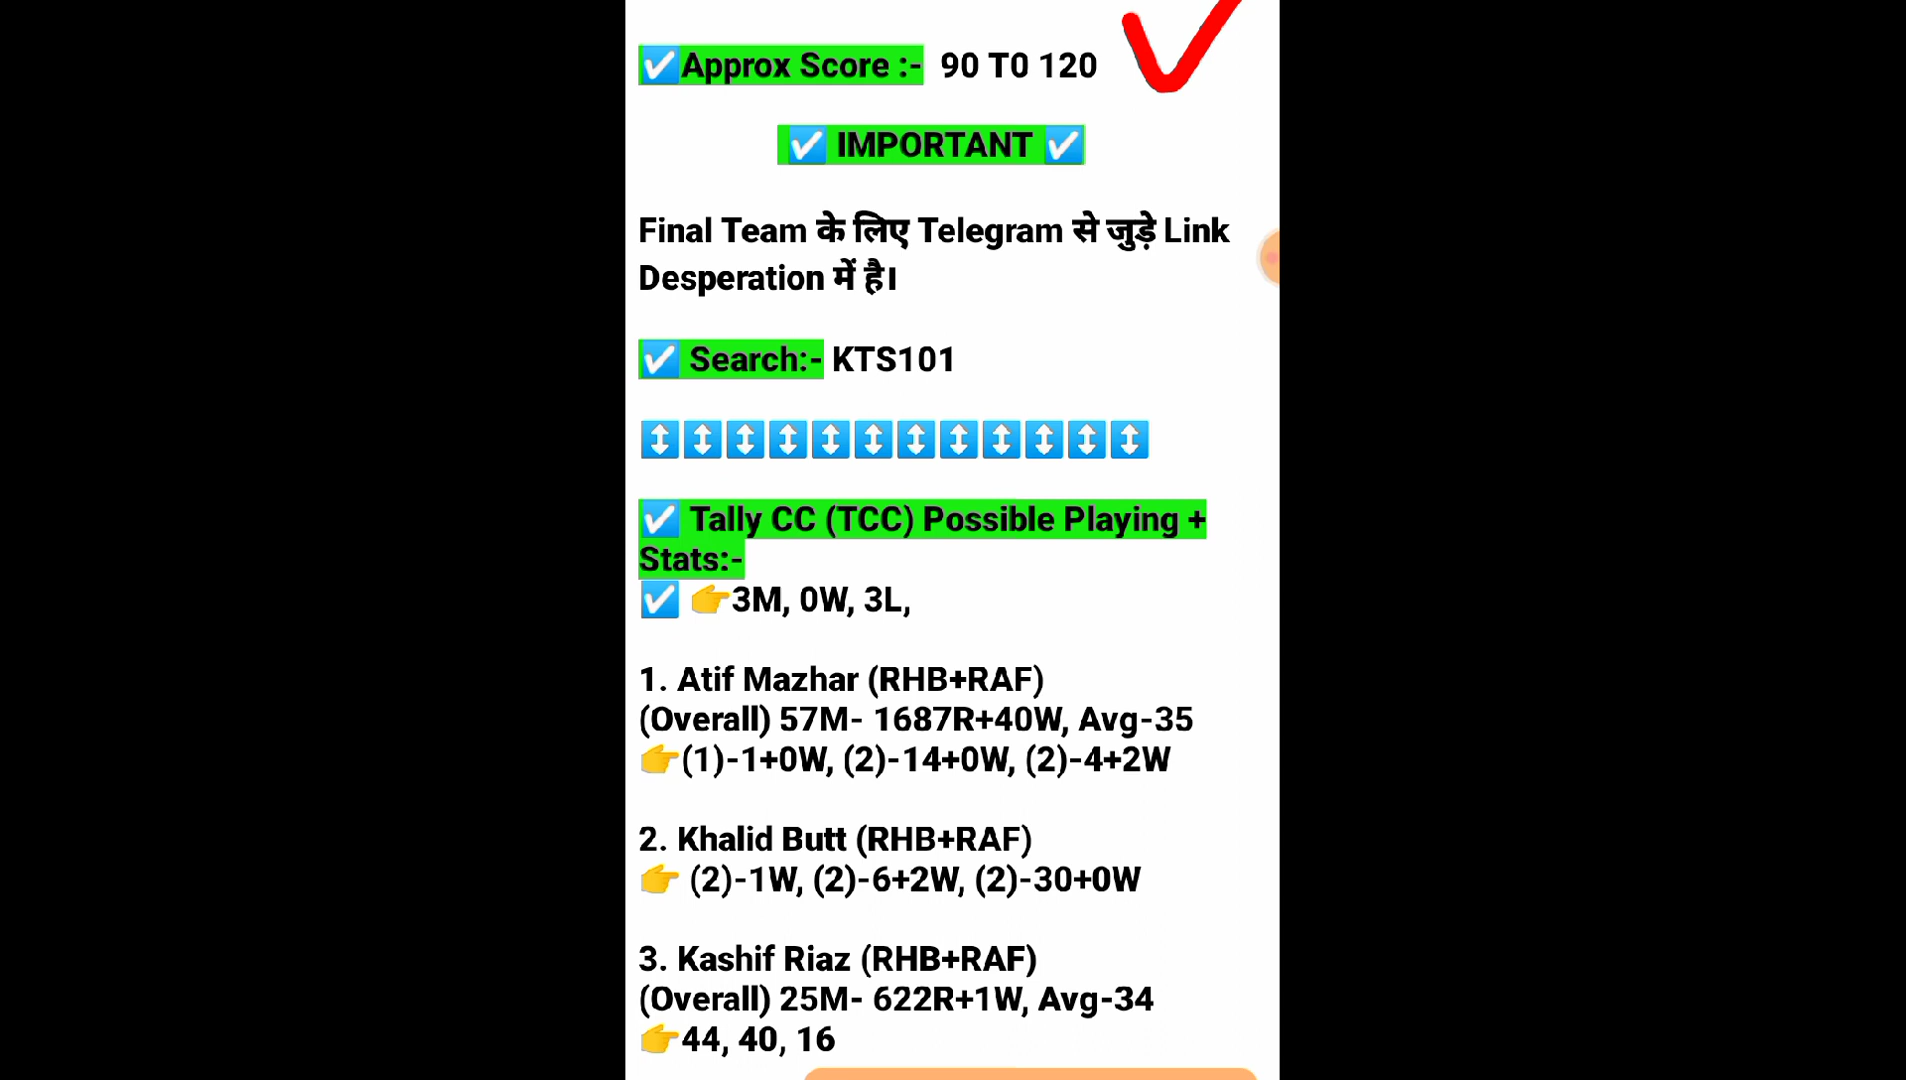 ✅Approx Score :- 90 T0 120
✅ IMPORTANT ✅
Final Team के लिए Telegram से जुड़े Link
Desperation में है।
✅ Search:- KTS101
↕️↕️↕️↕️↕️↕️↕️↕️↕️↕️↕️↕️
✅ Tally CC (TCC) Possible Playing +
Stats:-
✅ 👉3M, 0W, 3L,
1. Atif Mazhar (RHB+RAF)
(Overall) 57M- 1687R+40W, Avg-35
👉(1)-1+0W, (2)-14+0W, (2)-4+2W
2. Khalid Butt (RHB+RAF)
👉 (2)-1W, (2)-6+2W, (2)-30+0W
3. Kashif Riaz (RHB+RAF)
(Overall) 25M- 622R+1W, Avg-34
👉44, 40, 16